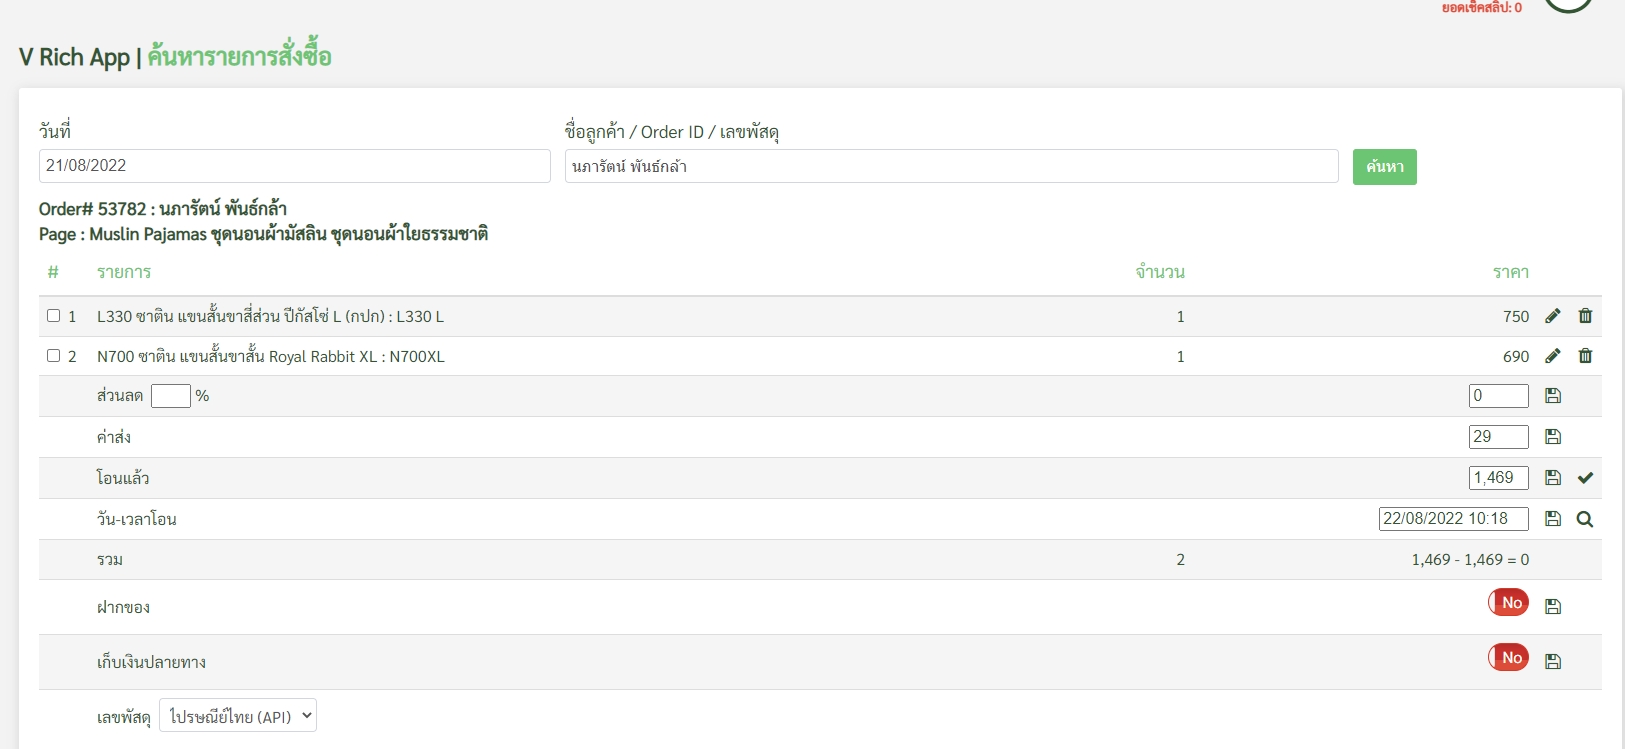 ยอดเช็คสลิป: 0
V Rich App | ค้นหารายการสั่งซื้อ
วันที่ ชื่อลูกค้า / Order ID / เลขพัสดุ
21/08/2022 นภารัตน์ พันธ์กล้า ค้นหา
Order# 53782 : นภารัตน์ พันธ์กล้า
Page : Muslin Pajamas ชุดนอนผ้ามัสลิน ชุดนอนผ้าใยธรรมชาติ
# รายการ จำนวน ราคา
1 L330 ซาติน แขนสั้นขาสี่ส่วน ปีกัสโซ่ L (กปก) : L330 L 1 750
2 N700 ซาติน แขนสั้นขาสั้น Royal Rabbit XL : N700XL 1 690
ส่วนลด % 0
ค่าส่ง 29
โอนแล้ว 1,469
วัน-เวลาโอน 22/08/2022 10:18
รวม 2 1,469 - 1,469 = 0
ฝากของ No
เก็บเงินปลายทาง No
เลขพัสดุ ไปรษณีย์ไทย (API)